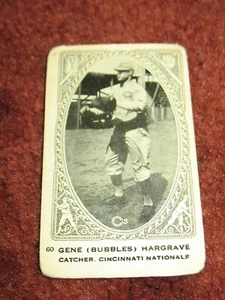 60 GENE (BUBBLES) HARGRAVE
CATCHER. CINCINNATI NATIONALS